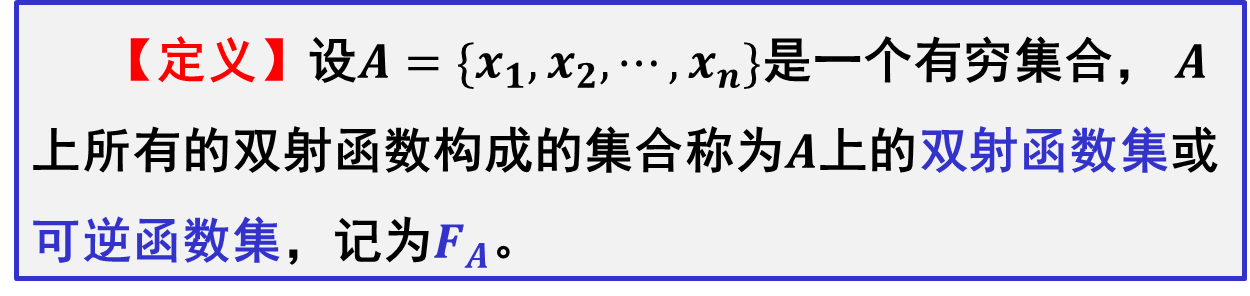 【定义】设A = {x₁, x₂, ⋯, xₙ}是一个有穷集合， A
上所有的双射函数构成的集合称为A上的双射函数集或
可逆函数集，记为F_A。